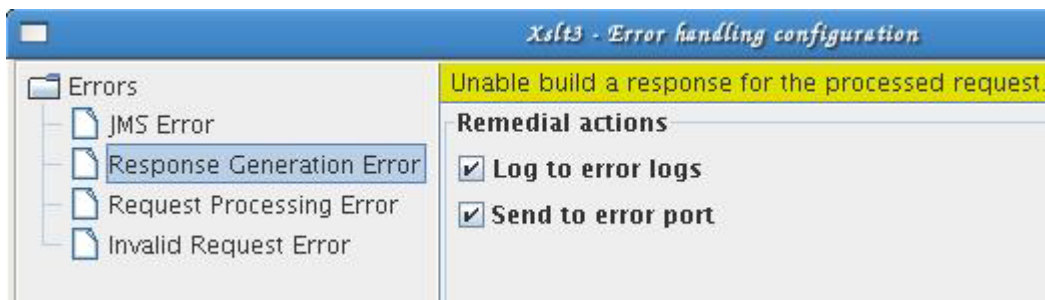 Xslt3 - Error handling configuration
Errors
JMS Error
Response Generation Error
Request Processing Error
Invalid Request Error
Unable build a response for the processed request.
Remedial actions
Log to error logs
Send to error port